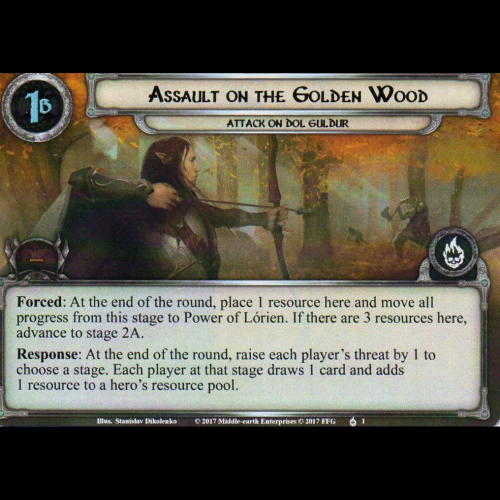 1B
ASSAULT ON THE GOLDEN WOOD
ATTACK ON DOL GULDUR
–
Forced: At the end of the round, place 1 resource here and move all
progress from this stage to Power of Lórien. If there are 3 resources here,
advance to stage 2A.
Response: At the end of the round, raise each player's threat by 1 to
choose a stage. Each player at that stage draws 1 card and adds
1 resource to a hero's resource pool.
Illus. Stanislav Dikolenko © 2017 Middle-earth Enterprises © 2017 FFG 1